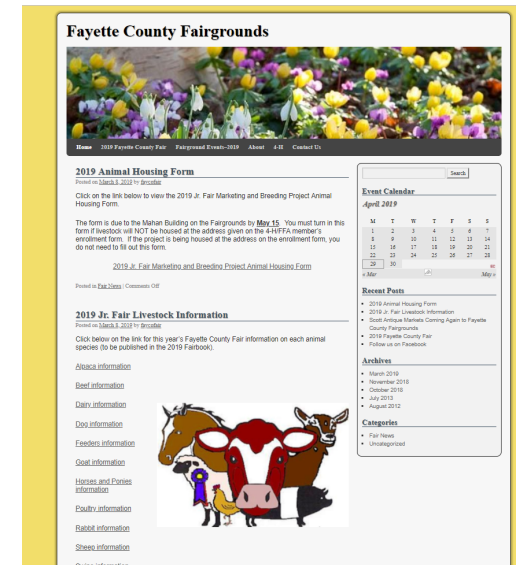 Fayette County Fairgrounds
Home 2019 Fayette County Fair Fairground Events-2019 About 4-H Contact Us
2019 Animal Housing Form
Posted on March 8, 2019 by
Click on the link below to view the 2019 Jr. Fair Marketing and Breeding Project Animal
Housing Form.
The form is due to the Mahan Building on the Fairgrounds by May 15. You must turn in this
form if livestock will NOT be housed at the address given on the 4-H/FFA member's
enrollment form. If the project is being housed at the address on the enrollment form, you
do not need to fill out this form.
2019 Jr. Fair Marketing and Breeding Project Animal Housing Form
Posted in Fair News | Comments Off
2019 Jr. Fair Livestock Information
Posted on March 8, 2019 by
Click below on the link for this year's Fayette County Fair information on each animal
species (to be published in the 2019 Fairbook).
Alpaca information
Beef information
Dairy information
Dog information
Feeders information
Goat information
Horses and Ponies
information
Poultry information
Rabbit information
Sheep information
Search
Event Calendar
April 2019
M T W T F S S
1 2 3 4 5 6 7
8 9 10 11 12 13 14
15 16 17 18 19 20 21
22 23 24 25 26 27 28
29 30
« Mar May »
Recent Posts
2019 Animal Housing Form
2019 Jr. Fair Livestock Information
Scott Antique Markets Coming Again to Fayette
County Fairgrounds
2019 Fayette County Fair
Follow us on Facebook
Archives
March 2019
November 2018
October 2018
July 2013
August 2012
Categories
Fair News
Uncategorized